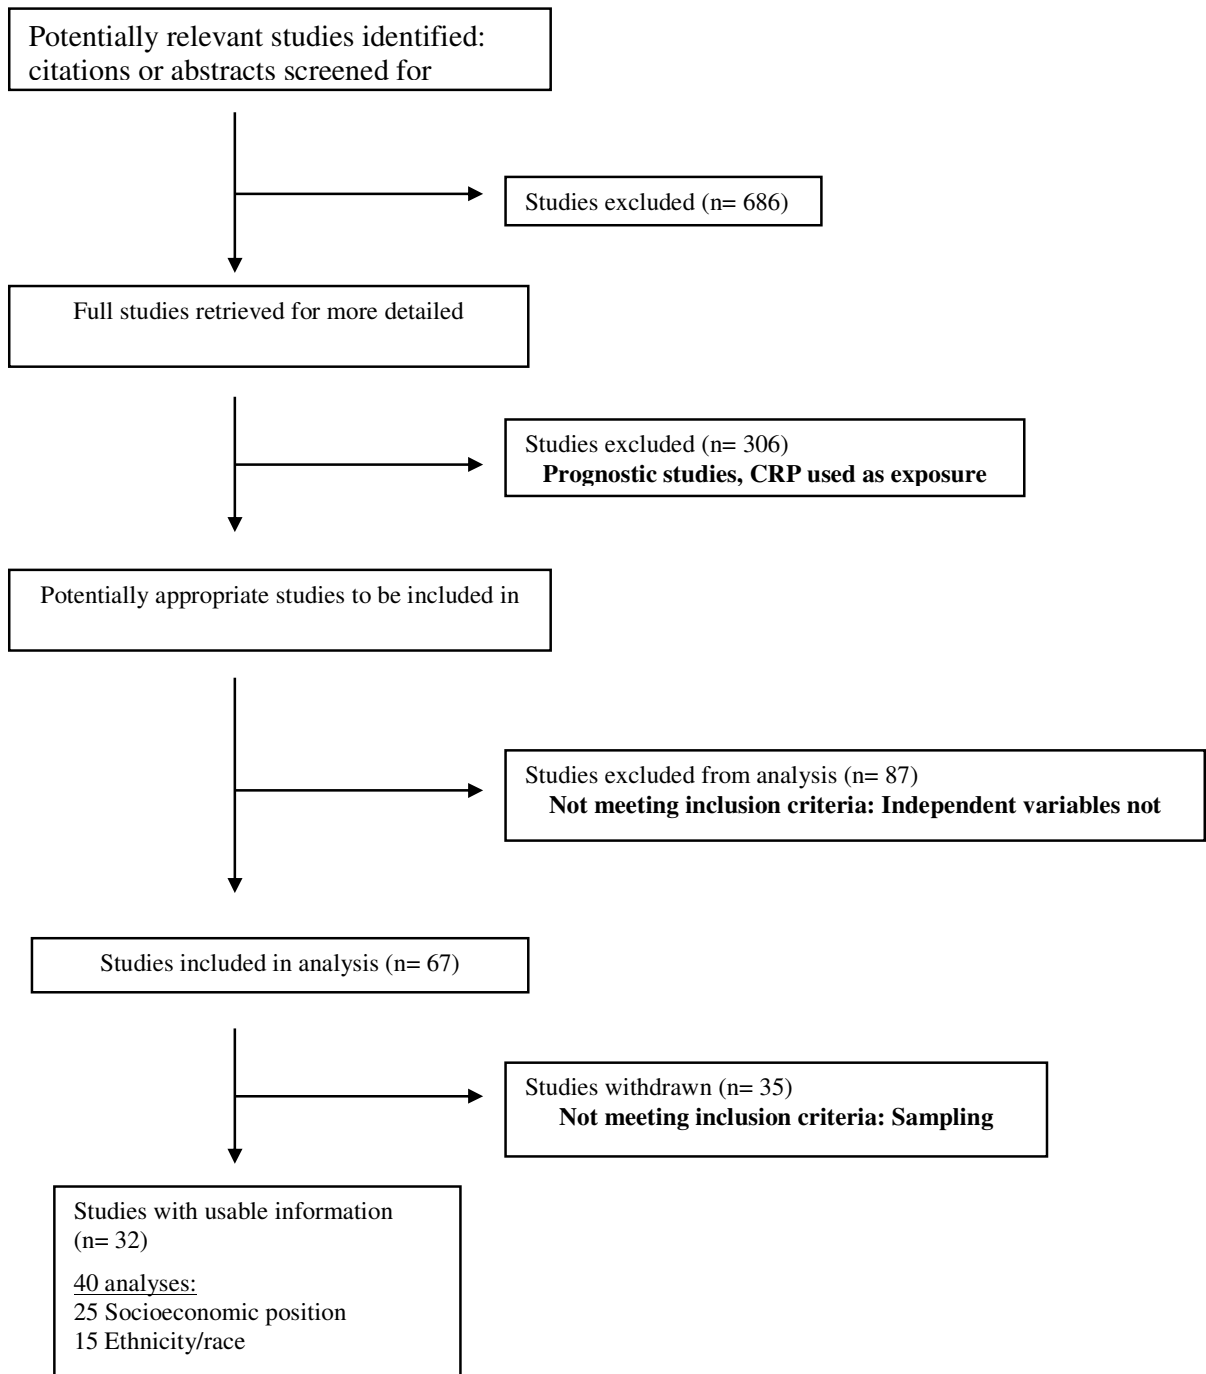 Potentially relevant studies identified:
citations or abstracts screened for
Studies excluded (n= 686)
Full studies retrieved for more detailed
Studies excluded (n= 306)
Prognostic studies, CRP used as exposure
Potentially appropriate studies to be included in
Studies excluded from analysis (n= 87)
Not meeting inclusion criteria: Independent variables not
Studies included in analysis (n= 67)
Studies withdrawn (n= 35)
Not meeting inclusion criteria: Sampling
Studies with usable information
(n= 32)
40 analyses:
25 Socioeconomic position
15 Ethnicity/race